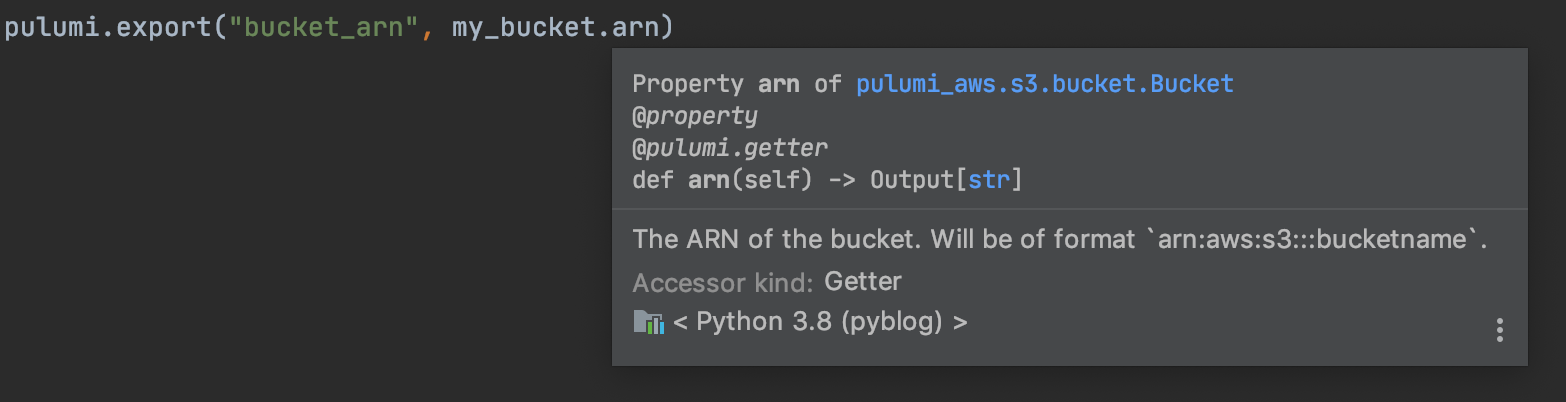 pulumi.export("bucket_arn", my_bucket.arn)
Property arn of pulumi_aws.s3.bucket.Bucket
@property
@pulumi.getter
def arn(self) -> Output[str]
The ARN of the bucket. Will be of format `arn:aws:s3:::bucketname`.
Accessor kind: Getter
< Python 3.8 (pyblog) >